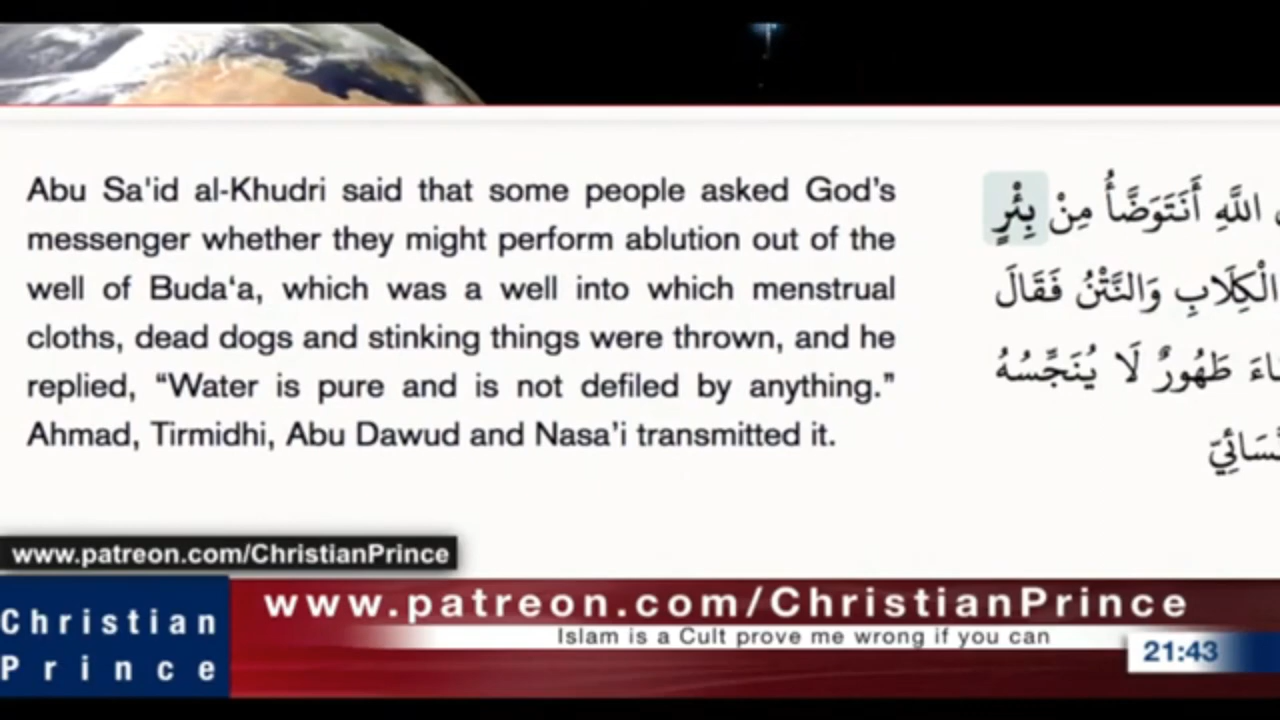 Abu Sa'id al-Khudri said that some people asked God's
messenger whether they might perform ablution out of the
well of Buda‘a, which was a well into which menstrual
cloths, dead dogs and stinking things were thrown, and he
replied, “Water is pure and is not defiled by anything.”
Ahmad, Tirmidhi, Abu Dawud and Nasa’i transmitted it.
اللَّهِ أَنَتَوَضَّأُ مِنْ بِئْرِ
الْكِلَابِ وَالنَّتْنُ فَقَالَ
طَهُورٌ لَا يُنَجِّسُهُ
www.patreon.com/ChristianPrince
Christian
Prince
www.patreon.com/ChristianPrince
Islam is a Cult prove me wrong if you can
21:43